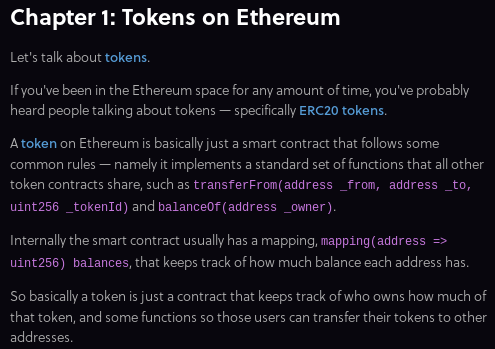 Chapter 1: Tokens on Ethereum
Let's talk about tokens.
If you've been in the Ethereum space for any amount of time, you've probably
heard people talking about tokens — specifically ERC20 tokens.
A token on Ethereum is basically just a smart contract that follows some
common rules — namely it implements a standard set of functions that all other
token contracts share, such as transferFrom(address _from, address _to,
uint256 _tokenId) and balanceOf(address _owner).
Internally the smart contract usually has a mapping, mapping(address =>
uint256) balances, that keeps track of how much balance each address has.
So basically a token is just a contract that keeps track of who owns how much of
that token, and some functions so those users can transfer their tokens to other
addresses.